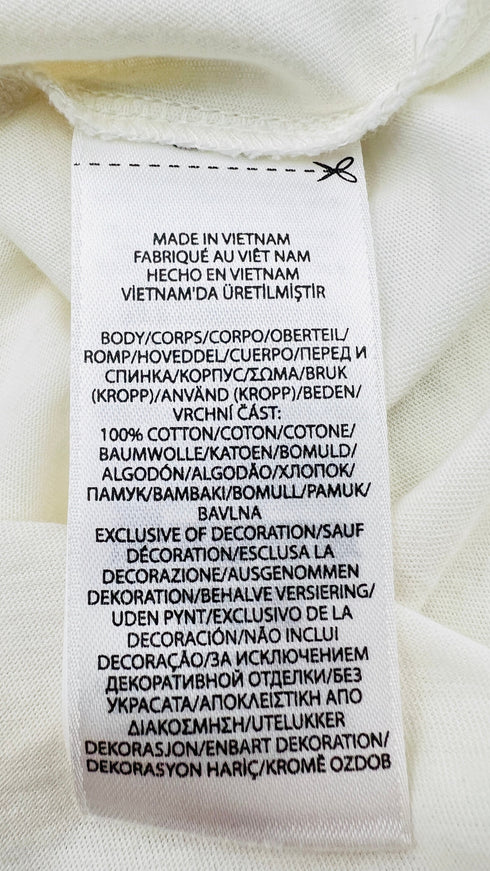 MADE IN VIETNAM
FABRIQUÉ AU VIÊT NAM
HECHO EN VIETNAM
VİETNAM'DA ÜRETİLMİŞTİR
BODY/CORPS/CORPO/OBERTEIL/
ROMP/HOVEDDEL/CUERPO/ПЕРЕД И
СПИНКА/КОРПУС/ΣΩΜΑ/BRUK
(KROPP)/ANVÄND (KROPP)/BEDEN/
VRCHNÍ ČÁST:
100% COTTON/COTON/COTONE/
BAUMWOLLE/KATOEN/BOMULD/
ALGODÓN/ALGODÃO/ХЛОПОК/
ПАМУК/ΒΑΜΒΑΚΙ/BOMULL/PAMUK/
BAVLNA
EXCLUSIVE OF DECORATION/SAUF
DÉCORATION/ESCLUSA LA
DECORAZIONE/AUSGENOMMEN
DEKORATION/BEHALVE VERSIERING/
UDEN PYNT/EXCLUSIVO DE LA
DECORACIÓN/NÃO INCLUI
DECORAÇÃO/ЗА ИСКЛЮЧЕНИЕМ
ДЕКОРАТИВНОЙ ОТДЕЛКИ/БЕЗ
УКРАСАТА/ΑΠΟΚΛΕΙΣΤΙΚΗ ΑΠΟ
ΔΙΑΚΟΣΜΗΣΗ/UTELUKKER
DEKORASJON/ENBART DEKORATION/
DEKORASYON HARİÇ/KROMĚ OZDOB